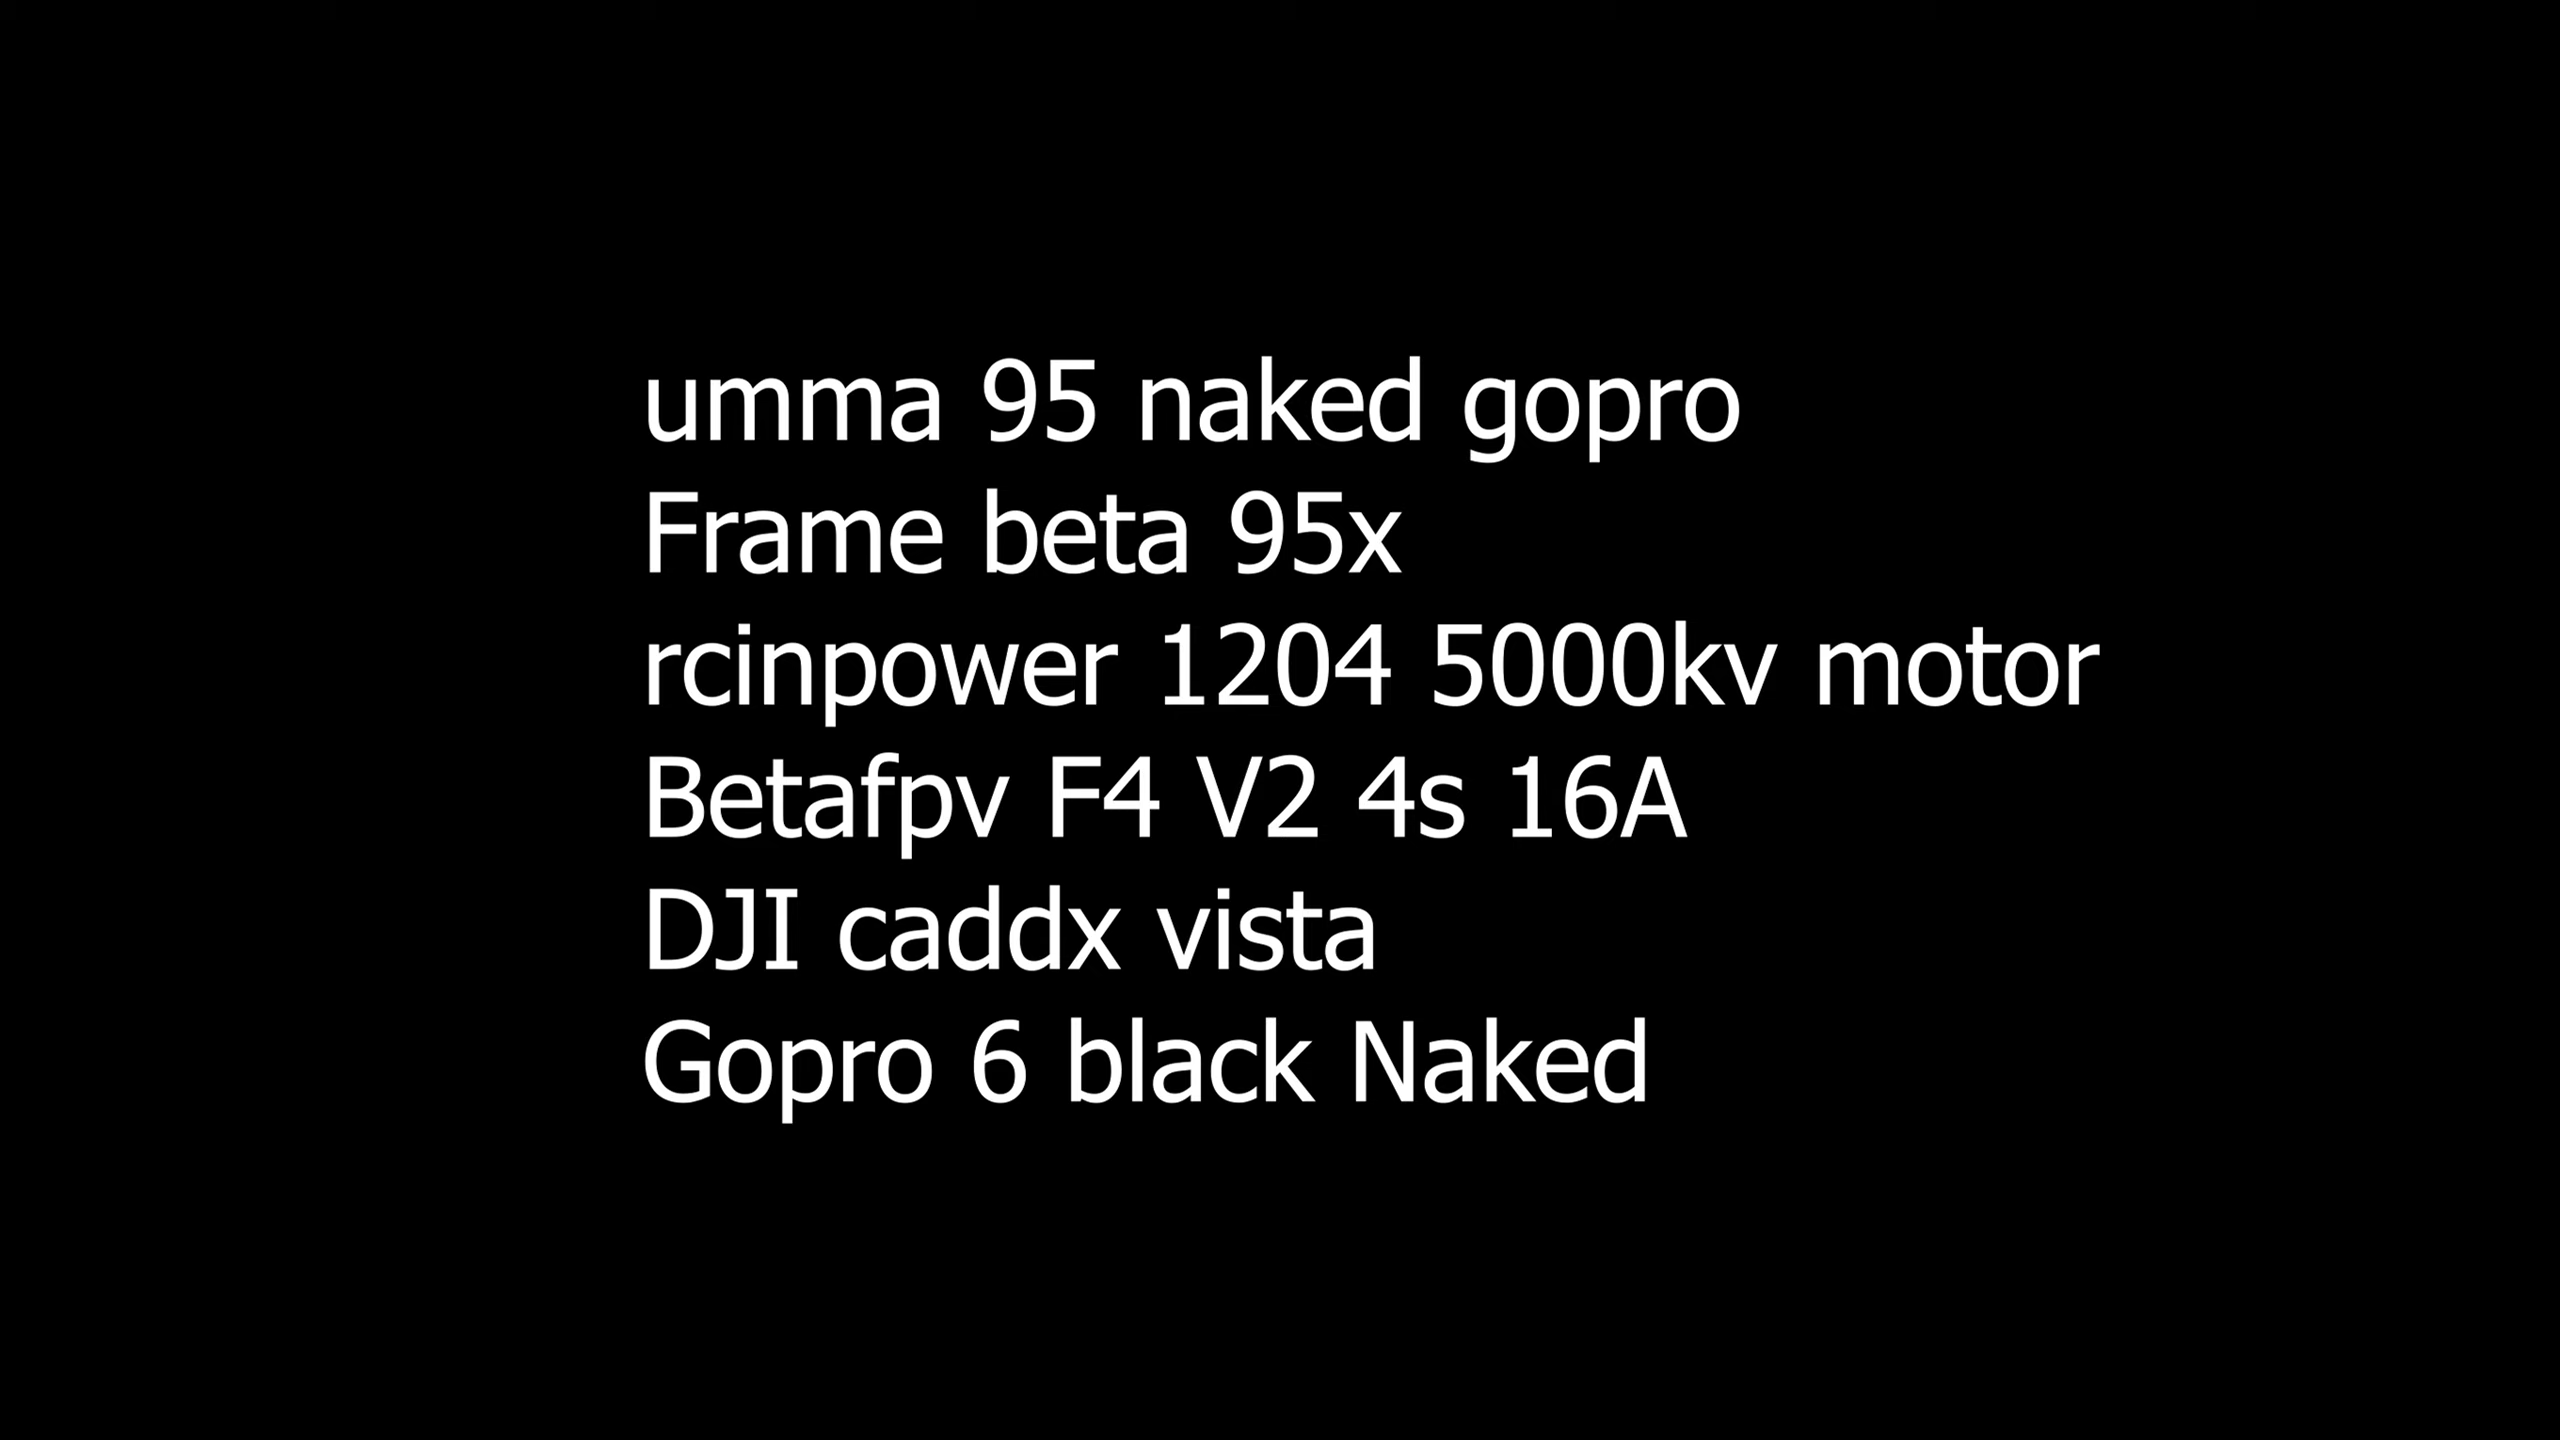 umma 95 naked gopro
Frame beta 95x
rcinpower 1204 5000kv motor
Betafpv F4 V2 4s 16A
DJI caddx vista
Gopro 6 black Naked